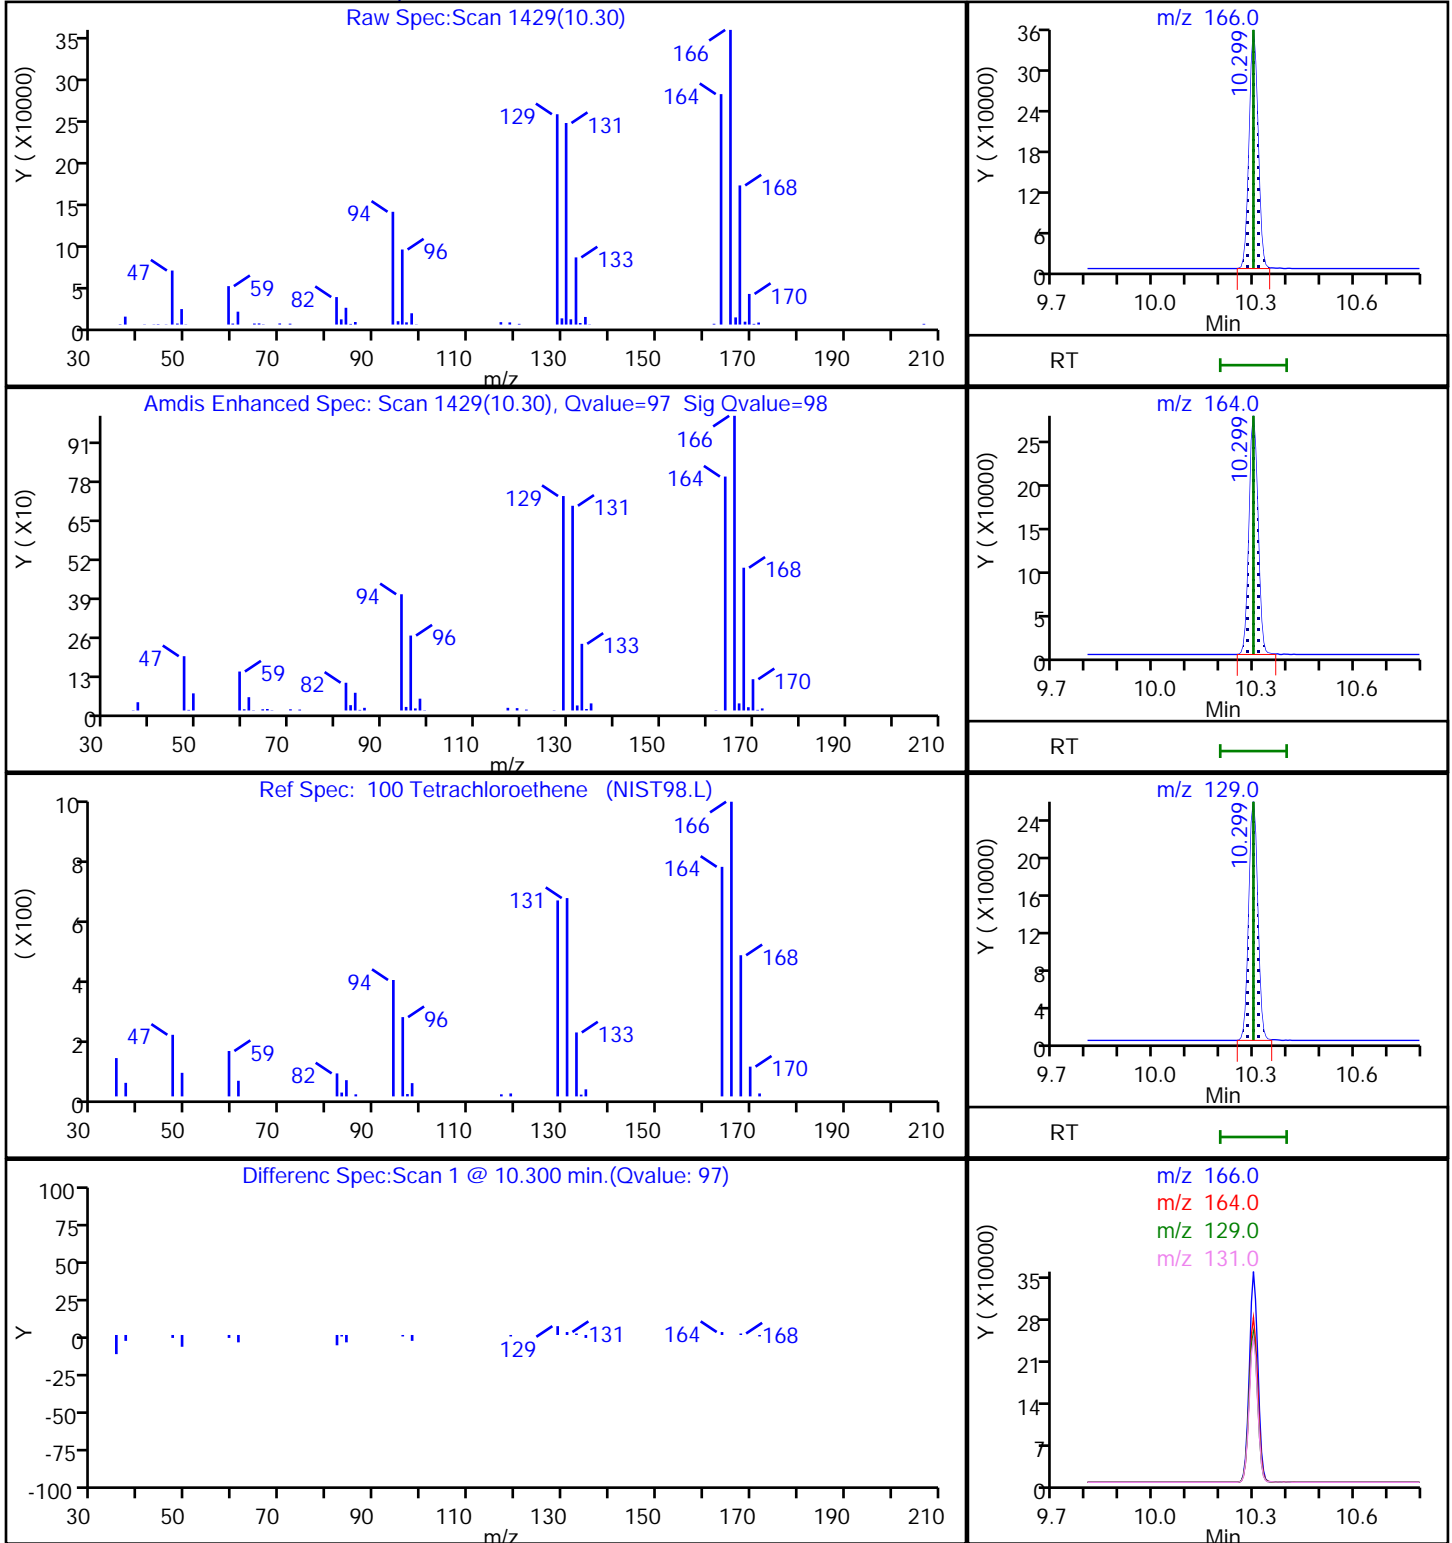 Raw Spec:Scan 1429(10.30)
Y ( X10000)
35
30
25
20
15
10
5
0
166
164
129
131
168
94
96
133
47
59
82
170
30 50 70 90 110 130 150 170 190 210
m/z
m/z 166.0
Y ( X10000)
36
30
24
18
12
6
0
10.299
9.7 10.0 10.3 10.6
Min
RT
Amdis Enhanced Spec: Scan 1429(10.30), Qvalue=97 Sig Qvalue=98
Y ( X10)
91
78
65
52
39
26
13
0
166
164
129
131
168
94
96
133
47
59
82
170
30 50 70 90 110 130 150 170 190 210
m/z
m/z 164.0
Y ( X10000)
25
20
15
10
5
0
10.299
9.7 10.0 10.3 10.6
Min
RT
Ref Spec: 100 Tetrachloroethene (NIST98.L)
( X100)
10
8
6
4
2
0
166
164
131
168
94
96
133
47
59
82
170
30 50 70 90 110 130 150 170 190 210
m/z 129.0
Y ( X10000)
24
20
16
12
8
4
0
10.299
9.7 10.0 10.3 10.6
Min
RT
Differenc Spec:Scan 1 @ 10.300 min.(Qvalue: 97)
Y
100
75
50
25
0
-25
-50
-75
-100
129
131
164
168
30 50 70 90 110 130 150 170 190 210
m/z
m/z 166.0
m/z 164.0
m/z 129.0
m/z 131.0
Y ( X10000)
35
28
21
14
7
0
9.7 10.0 10.3 10.6
Min